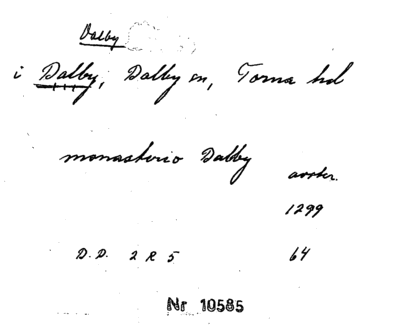 Dalby
i Dalby, Dalby sn, Torna hd
monasterio Dalby
avskr.
1299
D.D. 2 R 5 64
Nr 10585